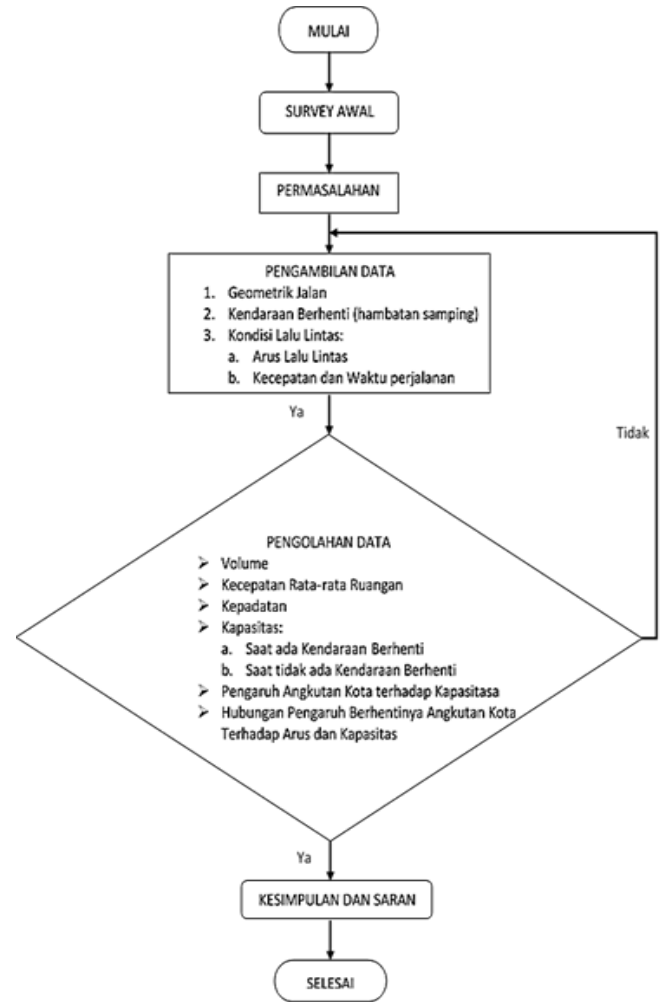 MULAI
SURVEY AWAL
PERMASALAHAN
PENGAMBILAN DATA
1. Geometrik Jalan
2. Kendaraan Berhenti (hambatan samping)
3. Kondisi Lalu Lintas:
a. Arus Lalu Lintas
b. Kecepatan dan Waktu perjalanan
Ya
Tidak
PENGOLAHAN DATA
➢ Volume
➢ Kecepatan Rata-rata Ruangan
➢ Kepadatan
➢ Kapasitas:
a. Saat ada Kendaraan Berhenti
b. Saat tidak ada Kendaraan Berhenti
➢ Pengaruh Angkutan Kota terhadap Kapasitasa
➢ Hubungan Pengaruh Berhentinya Angkutan Kota
Terhadap Arus dan Kapasitas
Ya
KESIMPULAN DAN SARAN
SELESAI